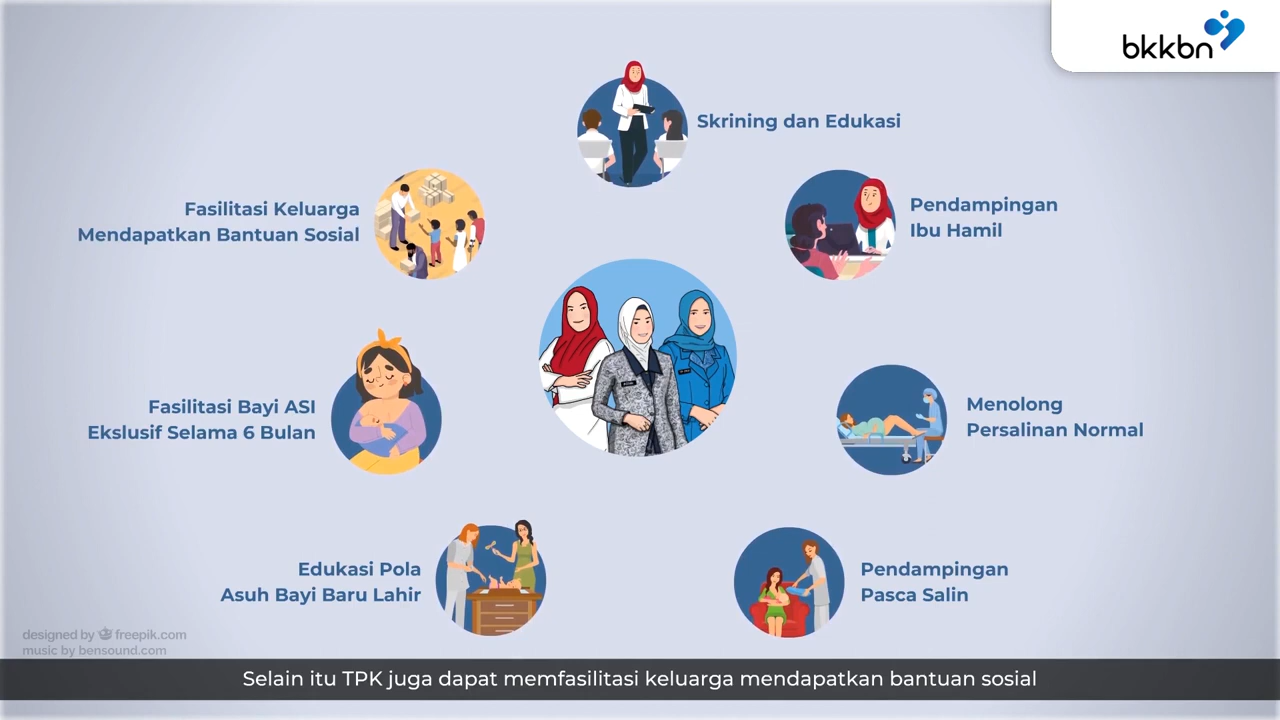 bkkbn
Skrining dan Edukasi
Fasilitasi Keluarga
Mendapatkan Bantuan Sosial
Pendampingan
Ibu Hamil
Fasilitasi Bayi ASI
Ekslusif Selama 6 Bulan
Menolong
Persalinan Normal
Edukasi Pola
Asuh Bayi Baru Lahir
Pendampingan
Pasca Salin
designed by freepik.com
music by bensound.com
Selain itu TPK juga dapat memfasilitasi keluarga mendapatkan bantuan sosial